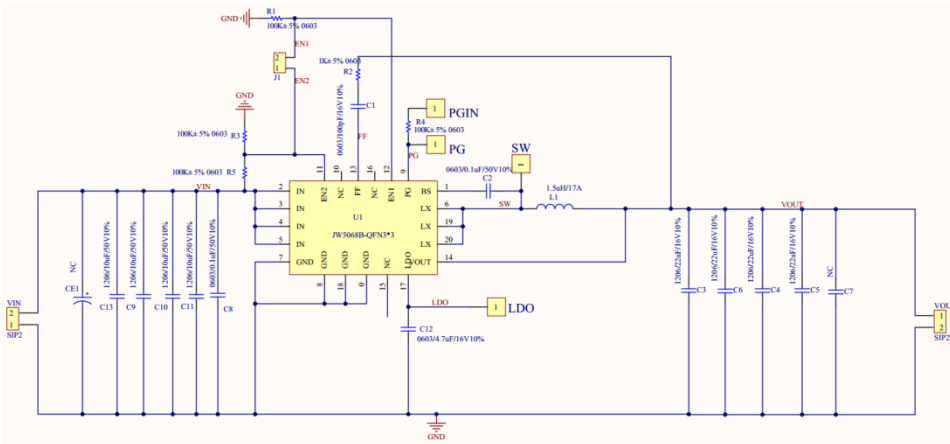 R1
GND
100K± 5% 0603
EN1
2
1
J1
EN2
1K± 5% 0603
R2
C1
0603/100pF/16V10%
FF
GND
100K± 5% 0603
R3
100K± 5% 0603
R5
1
PGIN
R4
100K± 5% 0603
1
PG
PG
SW
1
0603/0.1uF/50V10%
C2
1.5uH/17A
L1
SW
VIN
VOUT
11
10
13
16
12
9
EN2
NC
FF
NC
EN1
PG
2
IN
3
IN
4
IN
5
IN
7
GND
U1
JW5068B-QFN3*3
BS
1
LX
6
LX
19
LX
20
VOUT
14
GND
GND
GND
NC
LDO
8
18
0
15
17
LDO
1
LDO
C12
0603/4.7uF/16V10%
VIN
2
1
SIP2
NC
CE1
1206/10uF/50V10%
C13
1206/10uF/50V10%
C9
1206/10uF/50V10%
C10
1206/10uF/50V10%
C11
0603/0.1uF/50V10%
C8
1206/22uF/16V10%
C3
1206/22uF/16V10%
C6
1206/22uF/16V10%
C4
1206/22uF/16V10%
C5
NC
C7
1
2
SIP2
GND